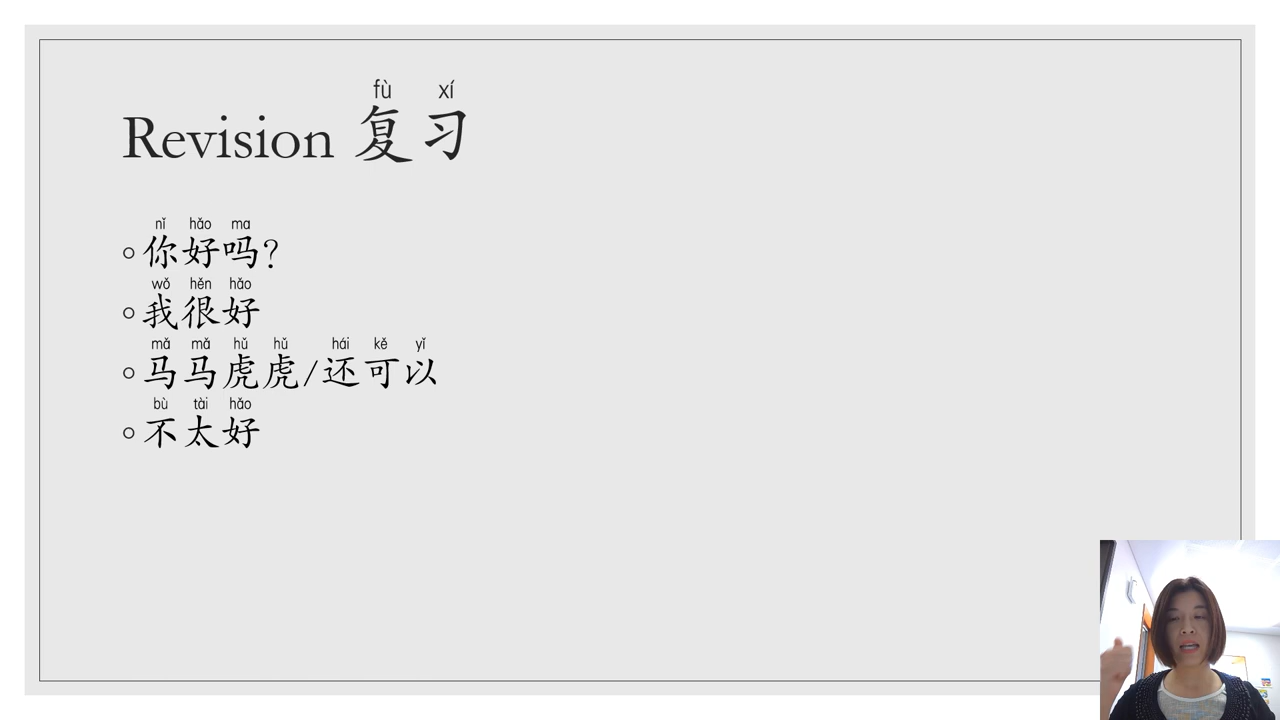 fù xí
Revision 复习
nǐ hǎo ma
你好吗?
wǒ hěn hǎo
我很好
mǎ mǎ hǔ hǔ hái kě yǐ
马马虎虎/还可以
bù tài hǎo
不太好